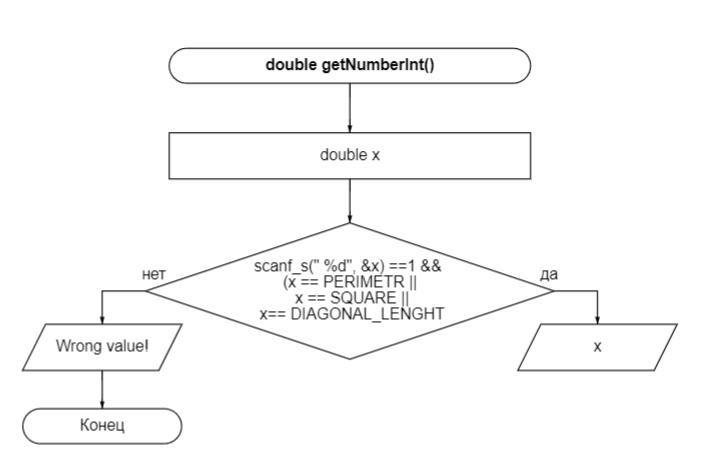 double getNumberInt()
double x
scanf_s(" %d", &x) ==1 &&
(x == PERIMETR ||
x == SQUARE ||
x== DIAGONAL_LENGHT
нет
да
Wrong value!
x
Конец